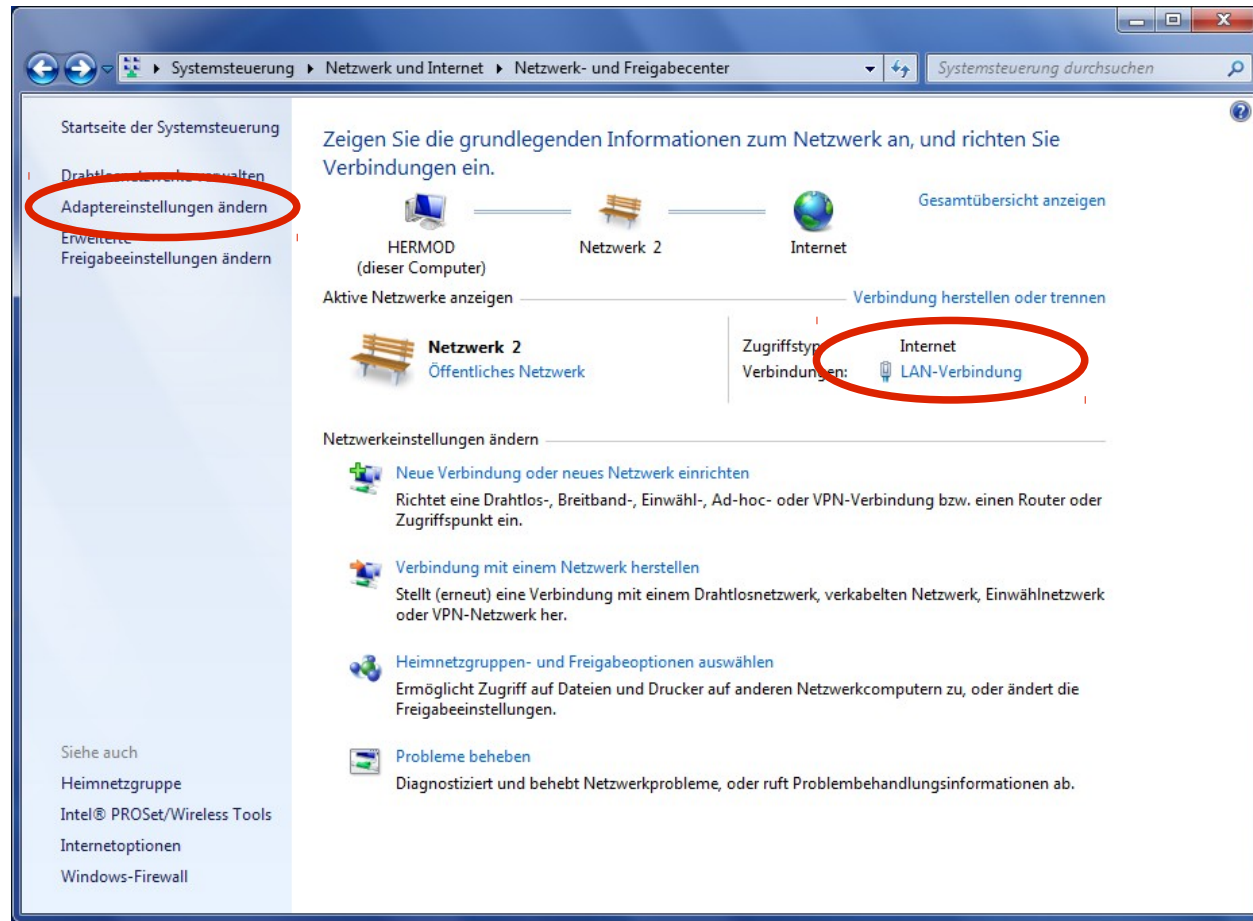 Systemsteuerung Netzwerk und Internet Netzwerk- und Freigabecenter
Systemsteuerung durchsuchen
Startseite der Systemsteuerung
Drahtlosnetzwerke verwalten
Adaptereinstellungen ändern
Erweiterte
Freigabeeinstellungen ändern
Zeigen Sie die grundlegenden Informationen zum Netzwerk an, und richten Sie
Verbindungen ein.
Gesamtübersicht anzeigen
HERMOD
(dieser Computer)
Netzwerk 2
Internet
Aktive Netzwerke anzeigen
Verbindung herstellen oder trennen
Netzwerk 2
Öffentliches Netzwerk
Zugriffstyp Internet
Verbindungen: LAN-Verbindung
Netzwerkeinstellungen ändern
Neue Verbindung oder neues Netzwerk einrichten
Richtet eine Drahtlos-, Breitband-, Einwähl-, Ad-hoc- oder VPN-Verbindung bzw. einen Router oder
Zugriffspunkt ein.
Verbindung mit einem Netzwerk herstellen
Stellt (erneut) eine Verbindung mit einem Drahtlosnetzwerk, verkabelten Netzwerk, Einwählnetzwerk
oder VPN-Netzwerk her.
Heimnetzgruppen- und Freigabeoptionen auswählen
Ermöglicht Zugriff auf Dateien und Drucker auf anderen Netzwerkcomputern zu, oder ändert die
Freigabeeinstellungen.
Probleme beheben
Diagnostiziert und behebt Netzwerkprobleme, oder ruft Problembehandlungsinformationen ab.
Siehe auch
Heimnetzgruppe
Intel® PROSet/Wireless Tools
Internetoptionen
Windows-Firewall